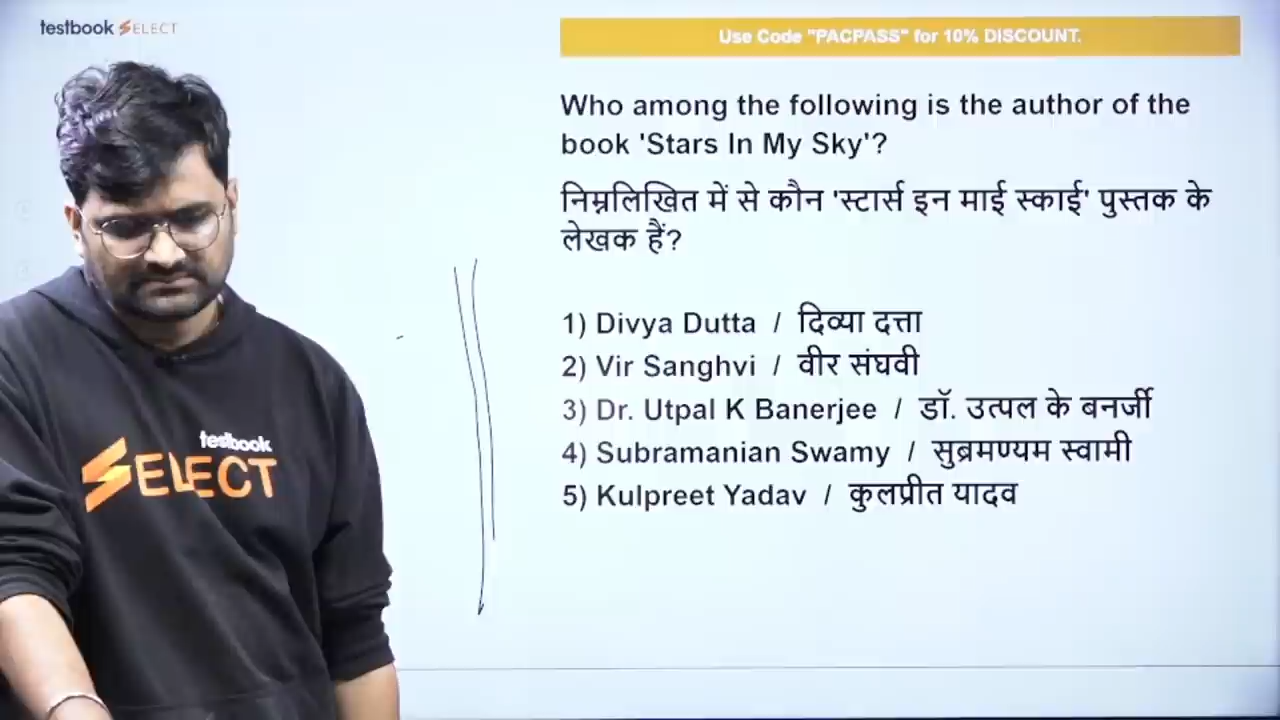 testbook SELECT
Use Code "PACPASS" for 10% DISCOUNT.
Who among the following is the author of the
book 'Stars In My Sky'?
निम्नलिखित में से कौन 'स्टार्स इन माई स्काई' पुस्तक के
लेखक हैं?
1) Divya Dutta / दिव्या दत्ता
2) Vir Sanghvi / वीर संघवी
3) Dr. Utpal K Banerjee / डॉ. उत्पल के बनर्जी
4) Subramanian Swamy / सुब्रमण्यम स्वामी
5) Kulpreet Yadav / कुलप्रीत यादव
testbook
SELECT